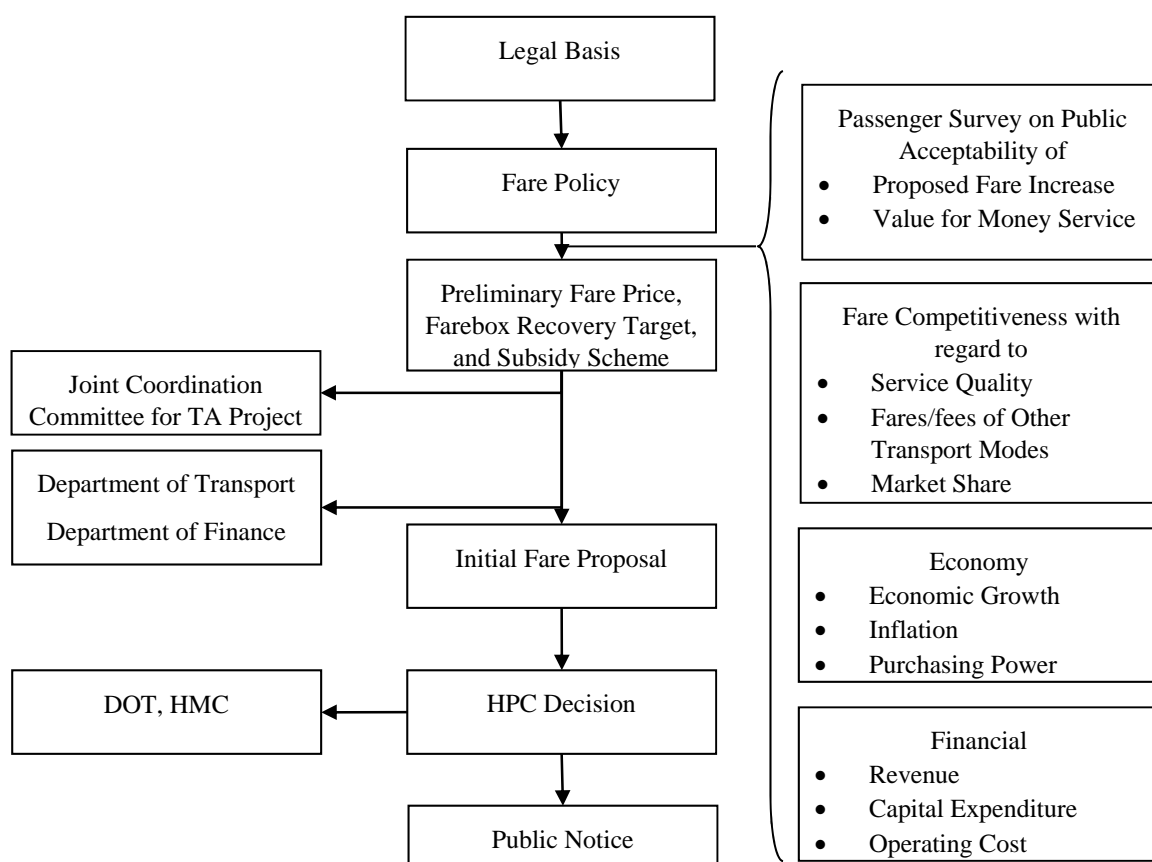 Legal Basis
Fare Policy
Preliminary Fare Price,
Farebox Recovery Target,
and Subsidy Scheme
Joint Coordination
Committee for TA Project
Department of Transport
Department of Finance
Initial Fare Proposal
DOT, HMC
HPC Decision
Public Notice
Passenger Survey on Public
Acceptability of
• Proposed Fare Increase
• Value for Money Service
Fare Competitiveness with
regard to
• Service Quality
• Fares/fees of Other
Transport Modes
• Market Share
Economy
• Economic Growth
• Inflation
• Purchasing Power
Financial
• Revenue
• Capital Expenditure
• Operating Cost